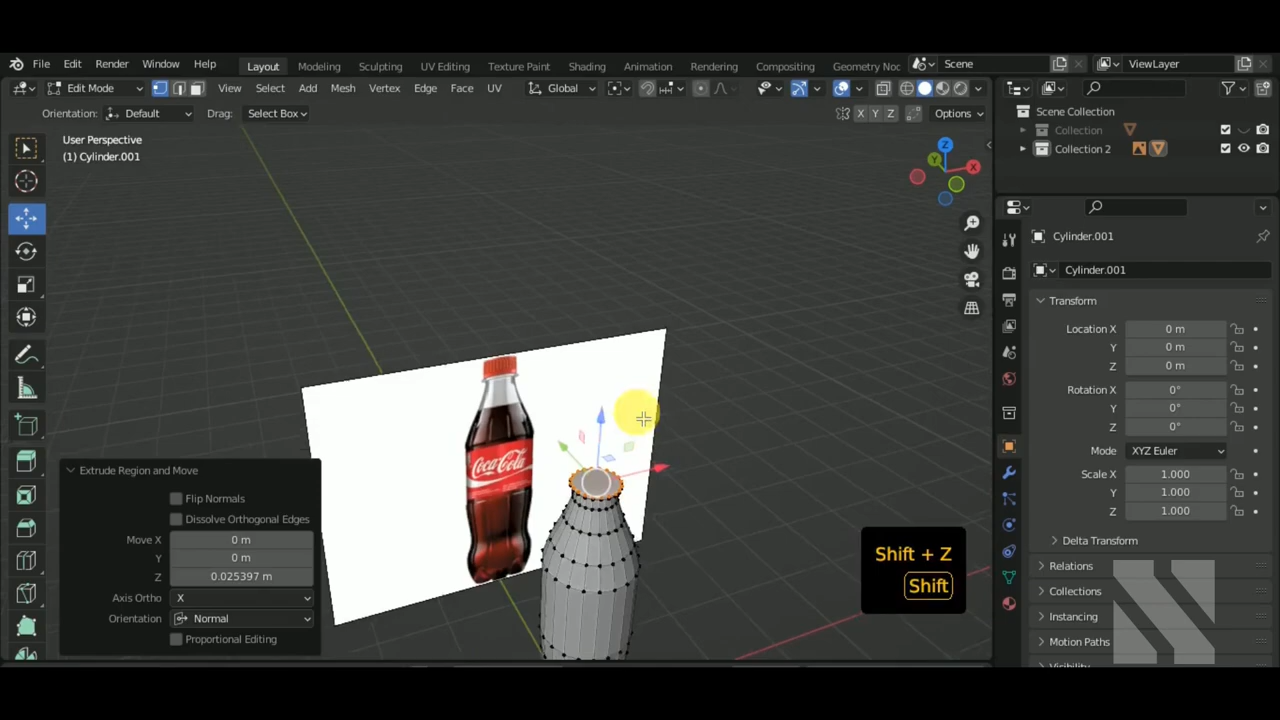 File Edit Render Window Help Layout Modeling Sculpting UV Editing Texture Paint Shading Animation Rendering Compositing Geometry Noc Scene ViewLayer
Edit Mode View Select Add Mesh Vertex Edge Face UV Global
Orientation: Default Drag: Select Box X Y Z Options
User Perspective
(1) Cylinder.001
Z
Y
X
Scene Collection
Collection
Collection 2
Cylinder.001
Cylinder.001
Transform
Location X 0 m
Y 0 m
Z 0 m
Rotation X 0°
Y 0°
Z 0°
Mode XYZ Euler
Scale X 1.000
Y 1.000
Z 1.000
Delta Transform
Relations
Collections
Instancing
Motion Paths
Visibility
Coca-Cola
Extrude Region and Move
Flip Normals
Dissolve Orthogonal Edges
Move X 0 m
Y 0 m
Z 0.025397 m
Axis Ortho X
Orientation Normal
Proportional Editing
Shift + Z
Shift